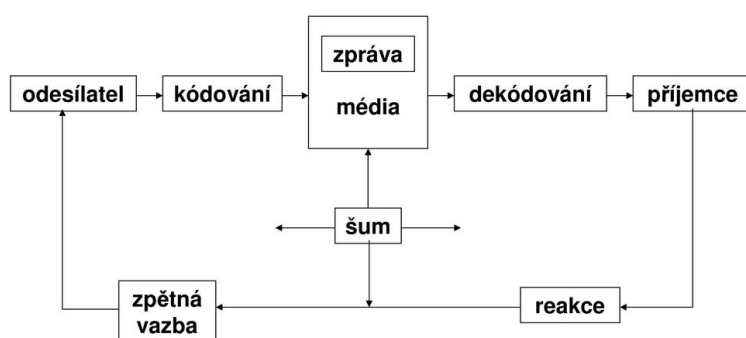 zpráva
odesílatel
kódování
média
dekódování
příjemce
šum
zpětná
vazba
reakce